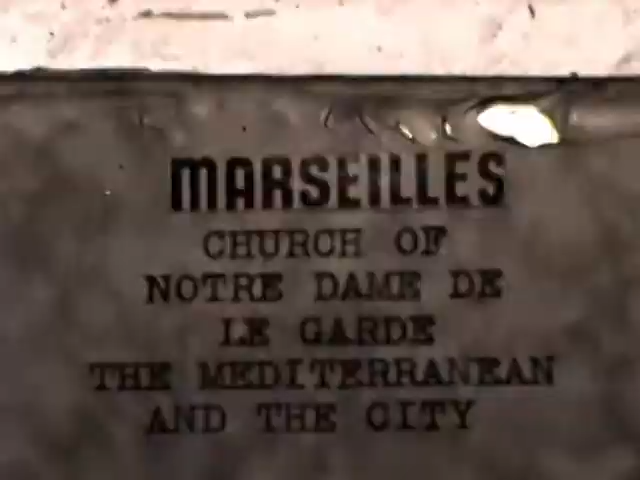 MARSEILLES
CHURCH OF
NOTRE DAME DE
LE GARDE
THE MEDITERRANEAN
AND THE CITY